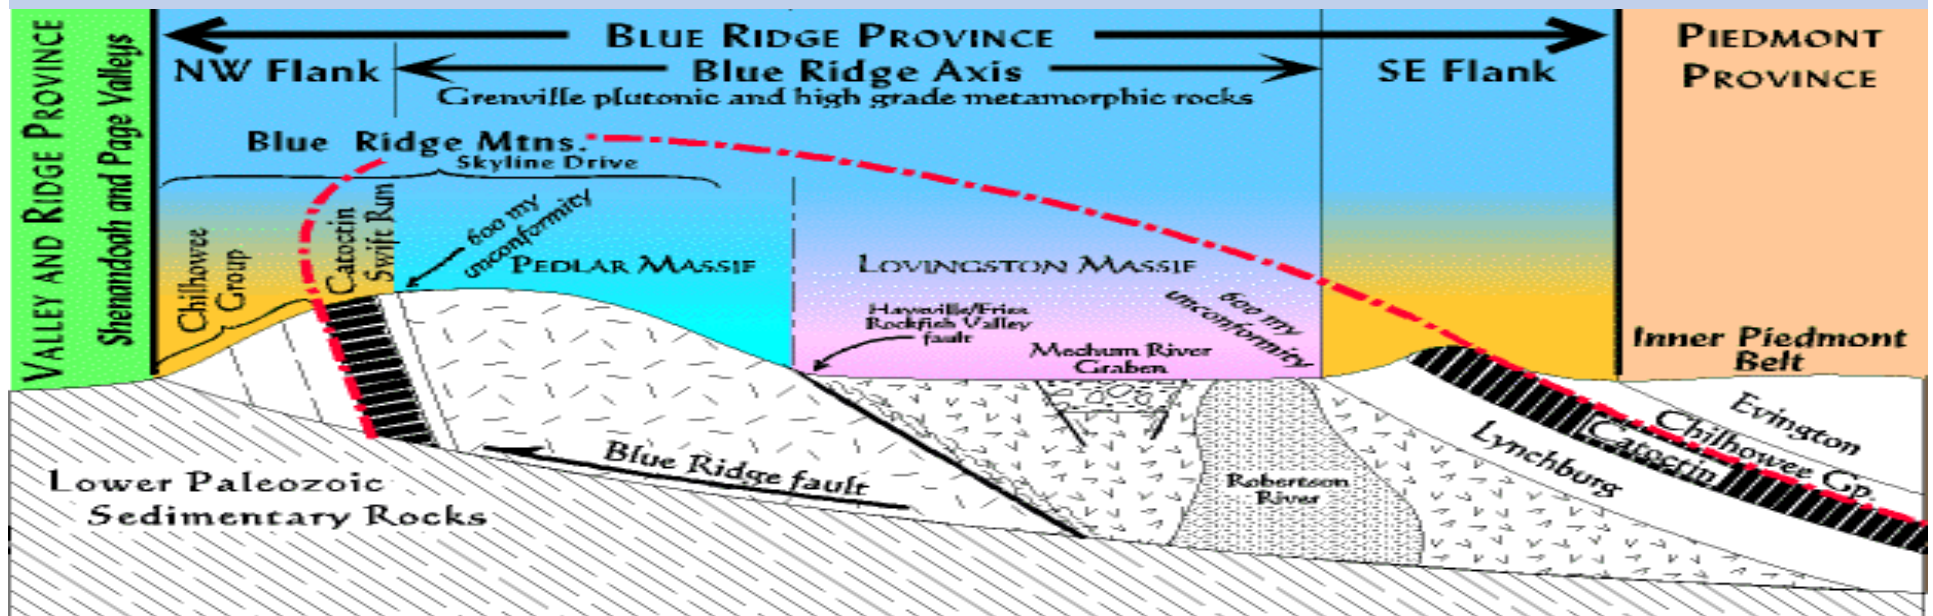 VALLEY AND RIDGE PROVINCE
Shenandoah and Page Valleys
BLUE RIDGE PROVINCE
NW Flank
Blue Ridge Axis
Grenville plutonic and high grade metamorphic rocks
SE Flank
PIEDMONT
PROVINCE
Blue Ridge Mtns.
Skyline Drive
Chilhowee
Group
Catoctin
Swift Run
600 my
unconformity
PEDLAR MASSIF
LOVINGSTON MASSIF
Haysville/Fries
Rockfish Valley
fault
Mechum River
Graben
600 my
unconformity
Inner Piedmont
Belt
Evington
Chilhowee Gp.
Catoctin
Lynchburg
Robertson
River
Blue Ridge fault
Lower Paleozoic
Sedimentary Rocks